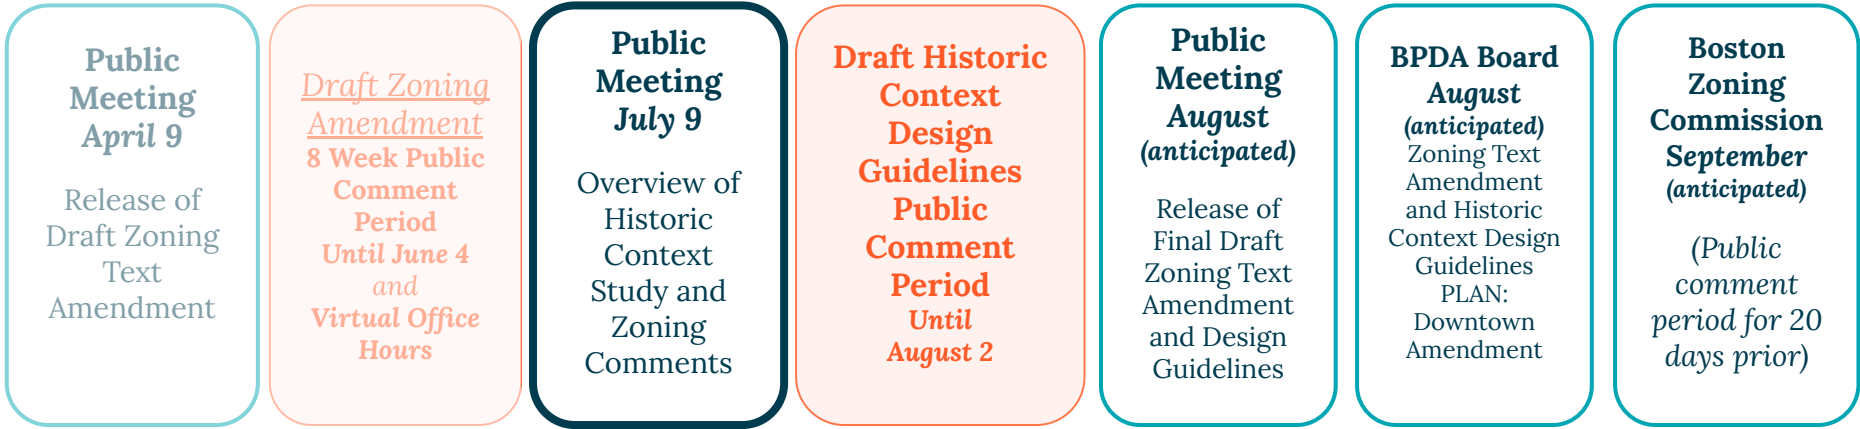 Public
Meeting
April 9
Release of
Draft Zoning
Text
Amendment
Draft Zoning
Amendment
8 Week Public
Comment
Period
Until June 4
and
Virtual Office
Hours
Public
Meeting
July 9
Overview of
Historic
Context
Study and
Zoning
Comments
Draft Historic
Context
Design
Guidelines
Public
Comment
Period
Until
August 2
Public
Meeting
August
(anticipated)
Release of
Final Draft
Zoning Text
Amendment
and Design
Guidelines
BPDA Board
August
(anticipated)
Zoning Text
Amendment
and Historic
Context Design
Guidelines
PLAN:
Downtown
Amendment
Boston
Zoning
Commission
September
(anticipated)
(Public
comment
period for 20
days prior)